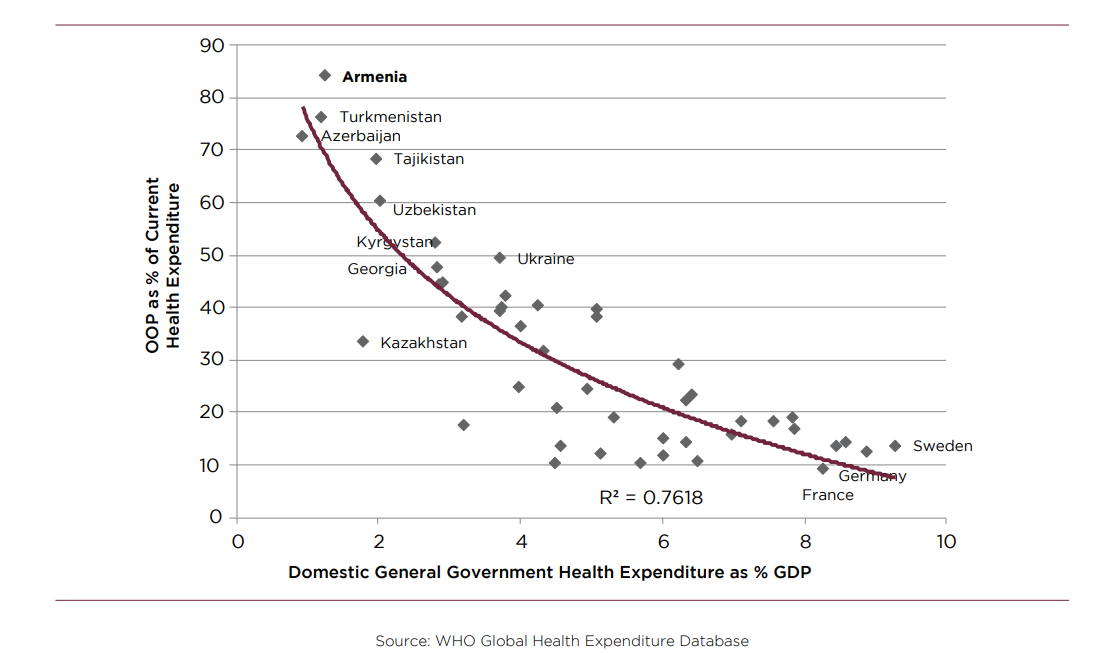 90
Armenia
80
Turkmenistan
Azerbaijan
70
Tajikistan
60
Uzbekistan
Kyrgystan
50
Ukraine
Georgia
40
Kazakhstan
30
20
Sweden
10
Germany
France
R² = 0.7618
0
0 2 4 6 8 10
OOP as % of Current
Health Expenditure
Domestic General Government Health Expenditure as % GDP
Source: WHO Global Health Expenditure Database